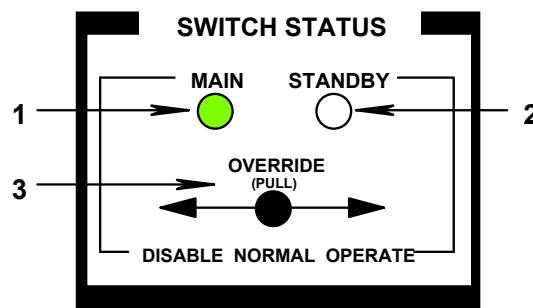 SWITCH STATUS
MAIN STANDBY
1
2
OVERRIDE
(PULL)
3
DISABLE NORMAL OPERATE